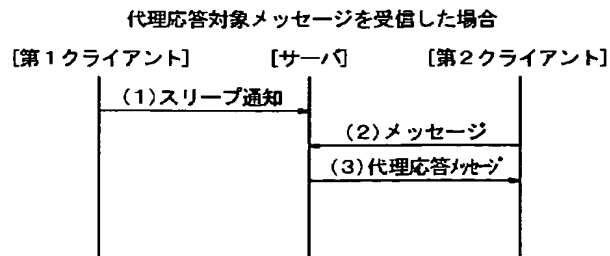 代理応答対象メッセージを受信した場合
[第1クライアント] [サーバ] [第2クライアント]
(1)スリープ通知
(2)メッセージ
(3)代理応答ﾒｯｾｰｼﾞ